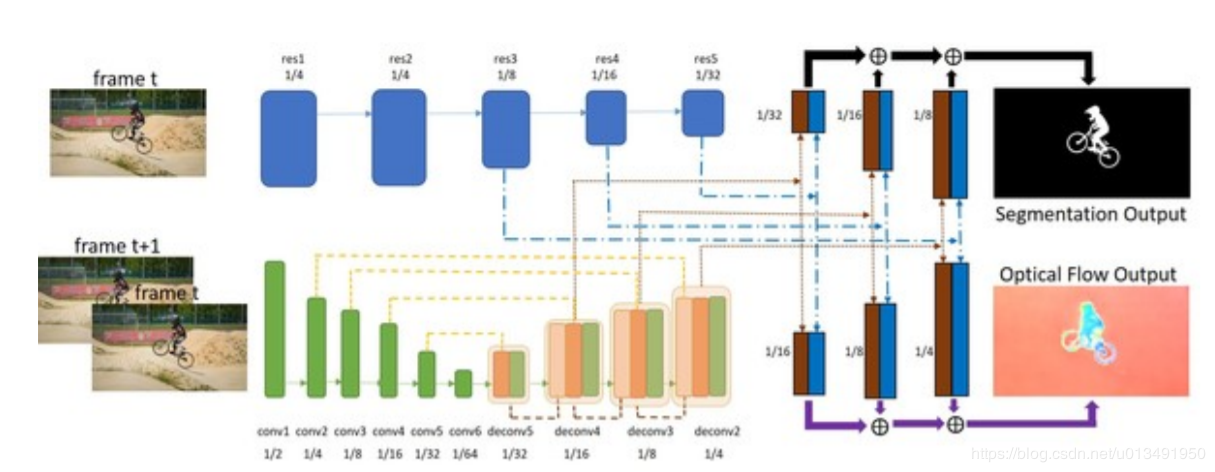 frame t
res1
1/4
res2
1/4
res3
1/8
res4
1/16
res5
1/32
1/32
1/16
1/8
Segmentation Output
frame t+1
frame t
Optical Flow Output
1/16
1/8
1/4
conv1 conv2 conv3 conv4 conv5 conv6 deconv5 deconv4 deconv3 deconv2
1/2 1/4 1/8 1/16 1/32 1/64 1/32 1/16 1/8 1/4
https://blog.csdn.net/u013491950